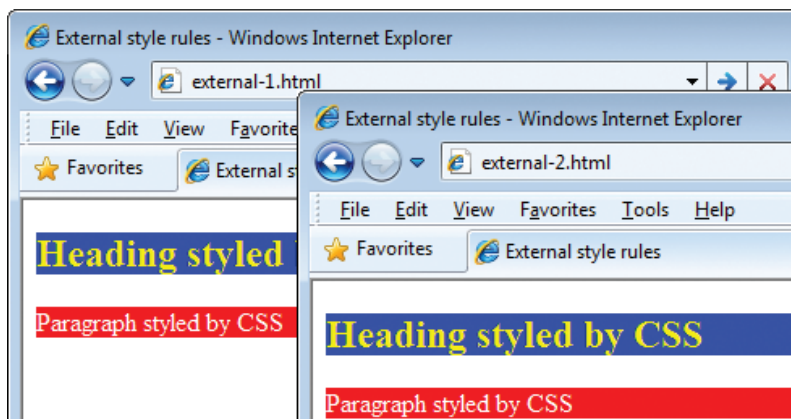 External style rules - Windows Internet Explorer
external-1.html
File Edit View Favorite
Favorites External s
Heading styled
Paragraph styled by CSS
External style rules - Windows Internet Explorer
external-2.html
File Edit View Favorites Tools Help
Favorites External style rules
Heading styled by CSS
Paragraph styled by CSS